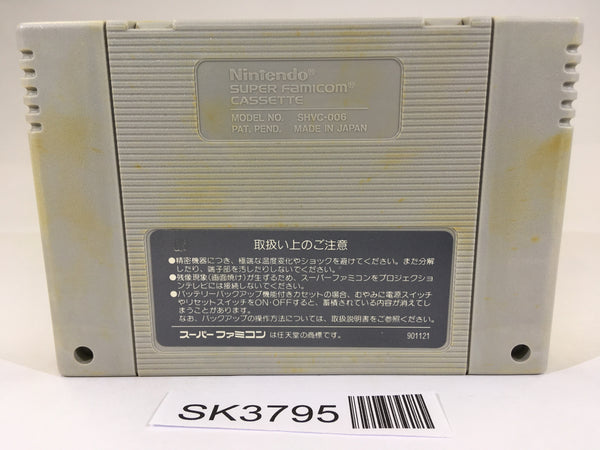 Nintendo®
SUPER FAMICOM®
CASSETTE
MODEL NO. SHVC-006
PAT. PEND. MADE IN JAPAN
取扱い上のご注意
●精密機器につき、極端な温度変化やショックを避けてください。また分解
したり、端子部を汚したりしないでください。
●残像現象(画面焼け)が生ずるため、スーパーファミコンをプロジェクショ
ンテレビには接続しないでください。
●バッテリーバックアップ機能付きカセットの場合、むやみに電源スイッチ
やリセットスイッチをON・OFFすると、蓄積されている内容が消えてし
まうことがあります。
なお、バックアップの操作方法については、取扱説明書をご参照ください。
スーパーファミコン は任天堂の商標です。 901121
SK3795